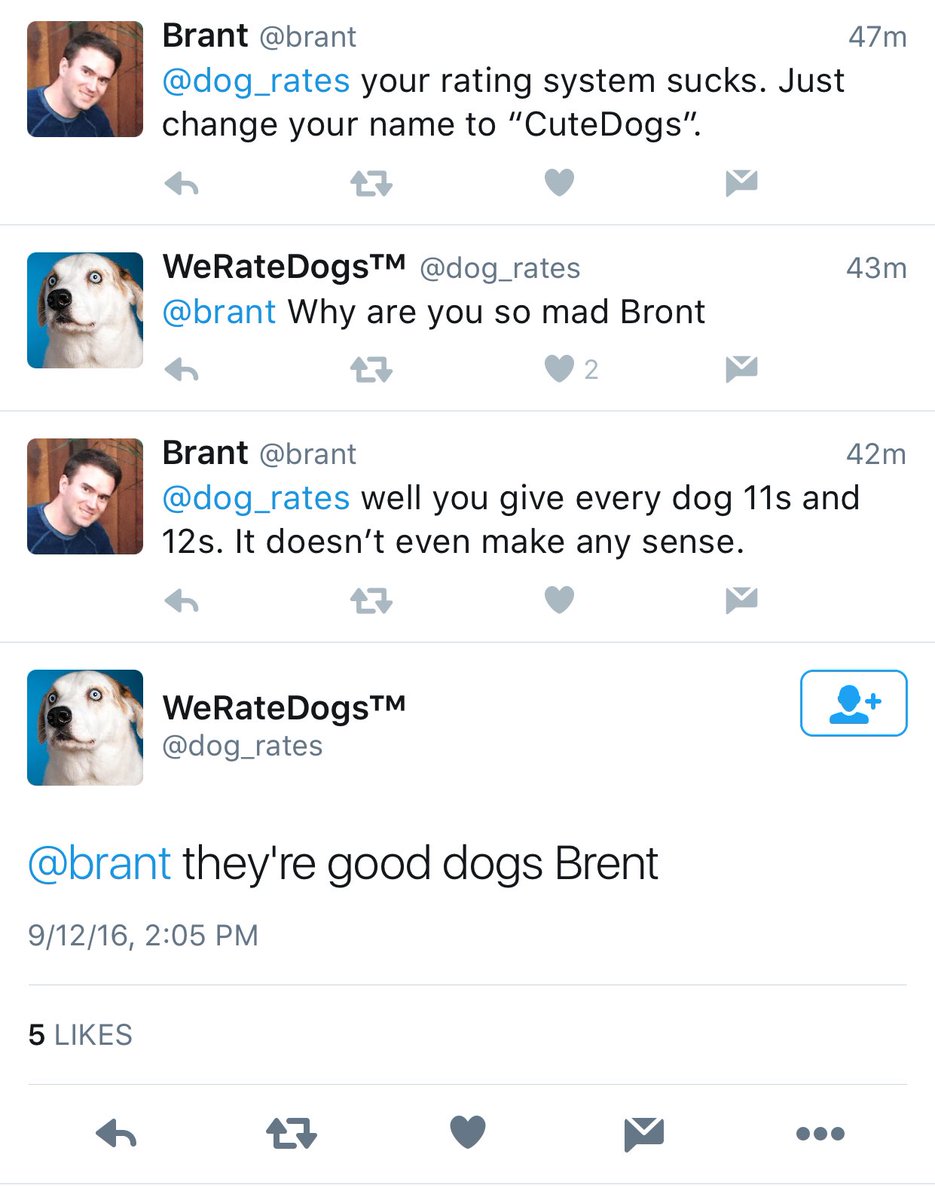 Brant @brant 47m
@dog_rates your rating system sucks. Just
change your name to “CuteDogs”.
WeRateDogs™ @dog_rates 43m
@brant Why are you so mad Bront
2
Brant @brant 42m
@dog_rates well you give every dog 11s and
12s. It doesn’t even make any sense.
WeRateDogs™
@dog_rates
@brant they're good dogs Brent
9/12/16, 2:05 PM
5 LIKES